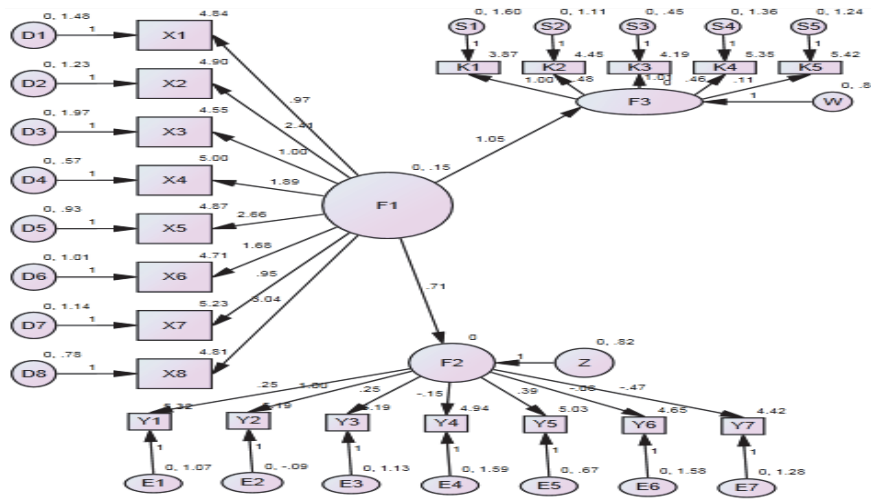 0, 1.48 4.84
D1 1 X1
0, 1.23 4.90
D2 1 X2
0, 1.97 4.55
D3 1 X3
0, .57 5.00
D4 1 X4
0, .93 4.87
D5 1 X5
0, 1.01 4.71
D6 1 X6
0, 1.14 5.23
D7 1 X7
0, .78 4.81
D8 1 X8
.97
2.41
1.00
1.89
2.66
1.68
.95
3.04
0, .15
F1
1.05
.71
0, 1.60 0, 1.11 0, .45 0, 1.36 0, 1.24
S1 S2 S3 S4 S5
1 1 1 1 1
3.87 4.45 4.19 5.35 5.42
K1 K2 K3 K4 K5
1.00 .48 1.01 .46 .11
0
F3 1 W
0
F2 1 Z
0, .82
.25 1.00 .25 -.15 .39 -.47
5.19 4.94 5.03 4.65 4.42
Y1 Y2 Y3 Y4 Y5 Y6 Y7
1 1 1 1 1 1 1
0, 1.07 0, -.09 0, 1.13 0, 1.59 0, .67 0, 1.58 0, 1.28
E1 E2 E3 E4 E5 E6 E7